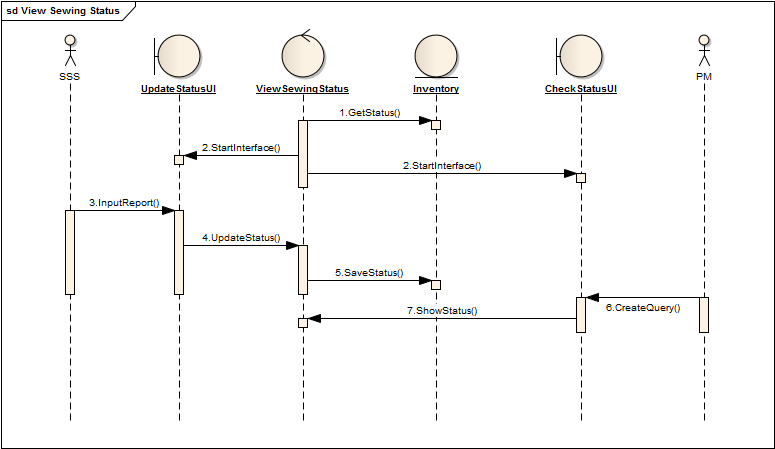 sd View Sewing Status
SSS
UpdateStatusUI
ViewSewingStatus
Inventory
CheckStatusUI
PM
1.GetStatus()
2.StartInterface()
2.StartInterface()
3.InputReport()
4.UpdateStatus()
5.SaveStatus()
6.CreateQuery()
7.ShowStatus()